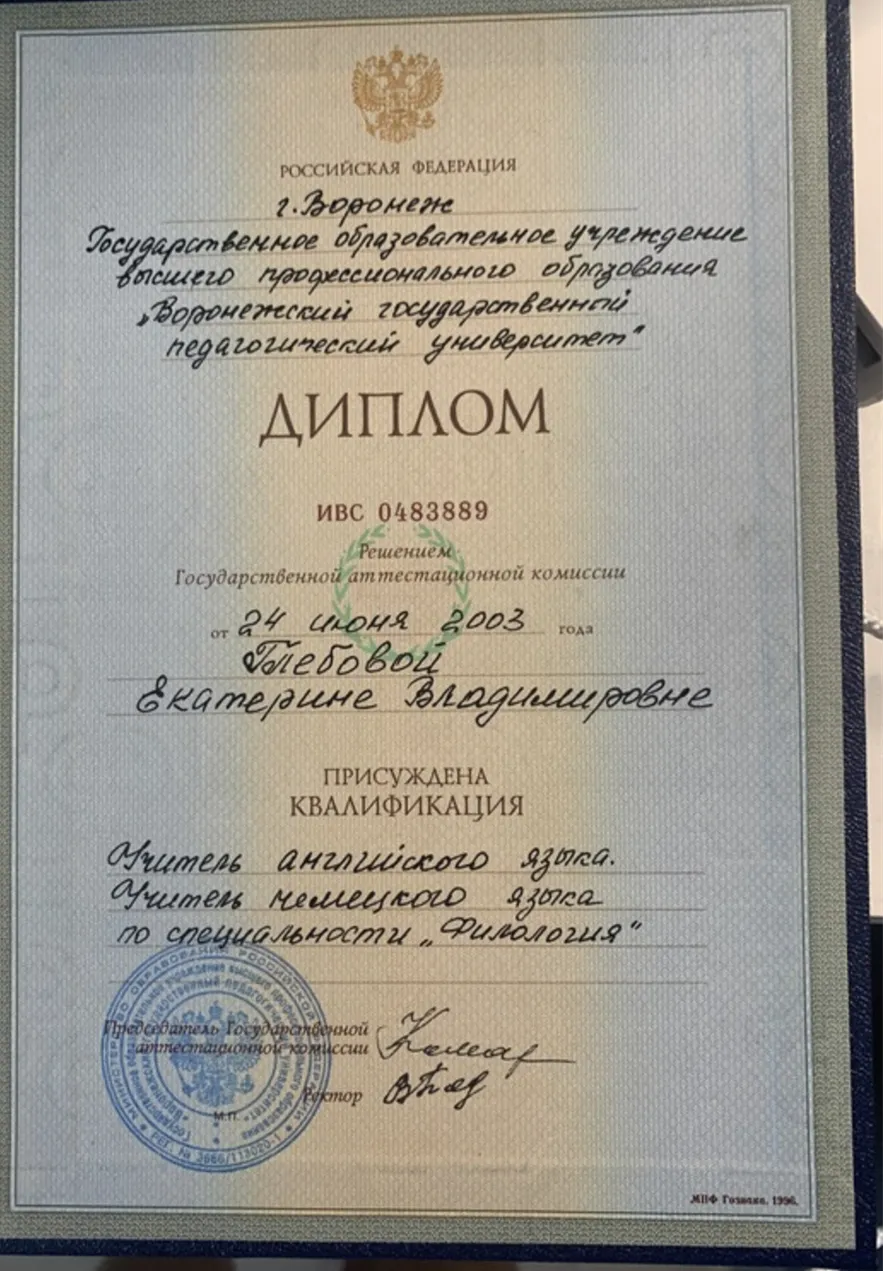 РОССИЙСКАЯ ФЕДЕРАЦИЯ
г. Воронеж
Государственное образовательное учреждение
высшего профессионального образования
„Воронежский государственный
педагогический университет"
ДИПЛОМ
ИВС 0483889
Решением
Государственной аттестационной комиссии
от 24 июня 2003 года
Глебовой
Екатерине Владимировне
ПРИСУЖДЕНА
КВАЛИФИКАЦИЯ
Учитель английского языка.
Учитель немецкого языка
по специальности „Филология"
Председатель Государственной
аттестационной комиссии
Ректор
М.П.
МПФ Гознака. 1996.